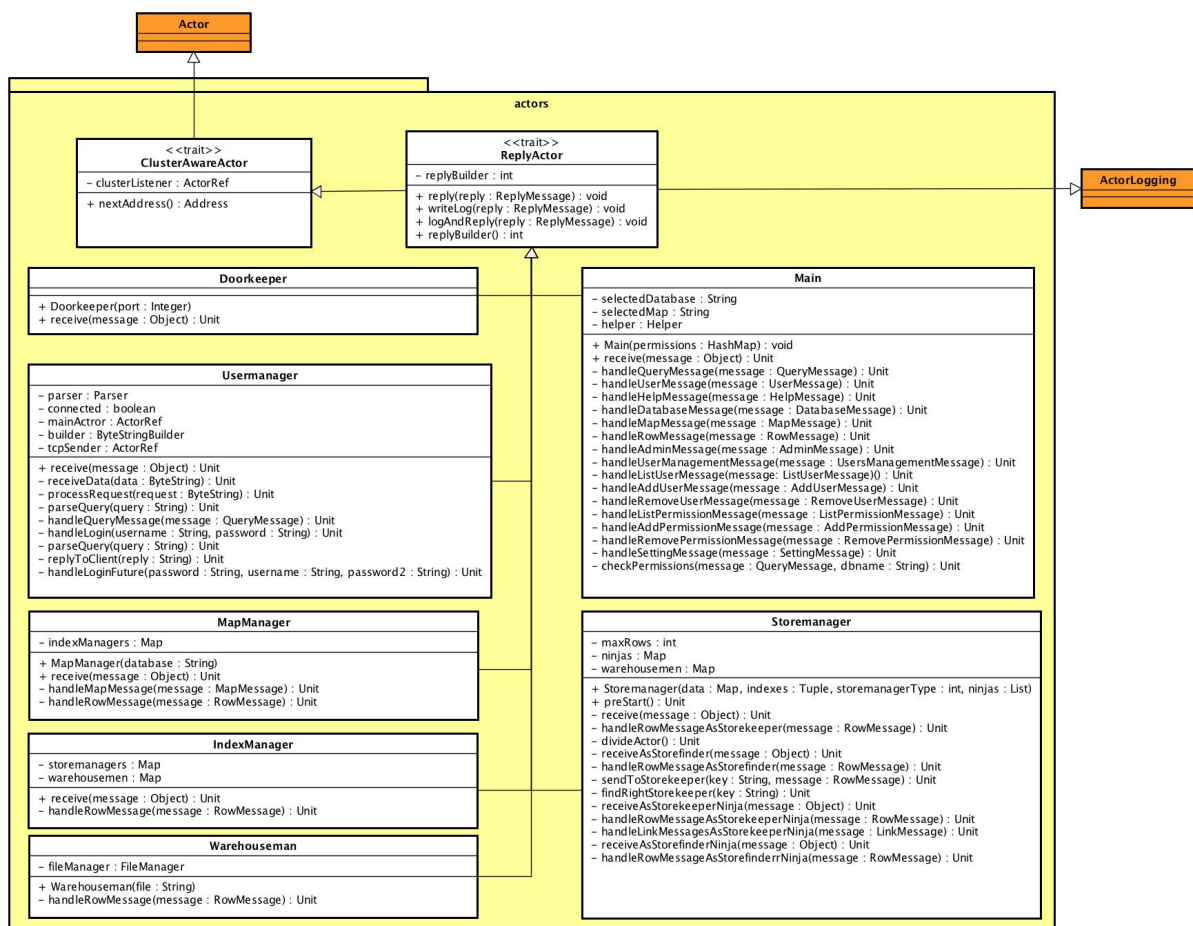 Actor
actors
<<trait>>
ClusterAwareActor
– clusterListener : ActorRef
+ nextAddress() : Address
<<trait>>
ReplyActor
– replyBuilder : int
+ reply(reply : ReplyMessage) : void
+ writeLog(reply : ReplyMessage) : void
+ logAndReply(reply : ReplyMessage) : void
+ replyBuilder() : int
ActorLogging
Doorkeeper
+ Doorkeeper(port : Integer)
+ receive(message : Object) : Unit
Main
– selectedDatabase : String
– selectedMap : String
– helper : Helper
+ Main(permissions : HashMap) : void
+ receive(message : Object) : Unit
– handleQueryMessage(message : QueryMessage) : Unit
– handleUserMessage(message : UserMessage) : Unit
– handleHelpMessage(message : HelpMessage) : Unit
– handleDatabaseMessage(message : DatabaseMessage) : Unit
– handleMapMessage(message : MapMessage) : Unit
– handleRowMessage(message : RowMessage) : Unit
– handleAdminMessage(message : AdminMessage) : Unit
– handleUserManagementMessage(message : UsersManagementMessage) : Unit
– handleListUserMessage(message: ListUserMessage)() : Unit
– handleAddUserMessage(message : AddUserMessage) : Unit
– handleRemoveUserMessage(message : RemoveUserMessage) : Unit
– handleListPermissionMessage(message : ListPermissionMessage) : Unit
– handleAddPermissionMessage(message : AddPermissionMessage) : Unit
– handleRemovePermissionMessage(message : RemovePermissionMessage) : Unit
– handleSettingMessage(message : SettingMessage) : Unit
– checkPermissions(message : QueryMessage, dbname : String) : Unit
Usermanager
– parser : Parser
– connected : boolean
– mainActror : ActorRef
– builder : ByteStringBuilder
– tcpSender : ActorRef
+ receive(message : Object) : Unit
– receiveData(data : ByteString) : Unit
– processRequest(request : ByteString) : Unit
– parseQuery(query : String) : Unit
– handleQueryMessage(message : QueryMessage) : Unit
– handleLogin(username : String, password : String) : Unit
– parseQuery(query : String) : Unit
– replyToClient(reply : String) : Unit
– handleLoginFuture(password : String, username : String, password2 : String) : Unit
MapManager
– indexManagers : Map
+ MapManager(database : String)
+ receive(message : Object) : Unit
– handleMapMessage(message : MapMessage) : Unit
– handleRowMessage(message : RowMessage) : Unit
Storemanager
– maxRows : int
– ninjas : Map
– warehousemen : Map
+ Storemanager(data : Map, indexes : Tuple, storemanagerType : int, ninjas : List)
+ preStart() : Unit
– receive(message : Object) : Unit
– handleRowMessageAsStorekeeper(message : RowMessage) : Unit
– divideActor() : Unit
– receiveAsStorefinder(message : Object) : Unit
– handleRowMessageAsStorefinder(message : RowMessage) : Unit
– sendToStorekeeper(key : String, message : RowMessage) : Unit
– findRightStorekeeper(key : String) : Unit
– receiveAsStorekeeperNinja(message : Object) : Unit
– handleRowMessageAsStorekeeperNinja(message : RowMessage) : Unit
– handleLinkMessagesAsStorekeeperNinja(message : LinkMessage) : Unit
– receiveAsStorefinderNinja(message : Object) : Unit
– handleRowMessageAsStorefinderrNinja(message : RowMessage) : Unit
IndexManager
– storemanagers : Map
– warehousemen : Map
+ receive(message : Object) : Unit
– handleRowMessage(message : RowMessage) : Unit
Warehouseman
– fileManager : FileManager
+ Warehouseman(file : String)
– handleRowMessage(message : RowMessage) : Unit